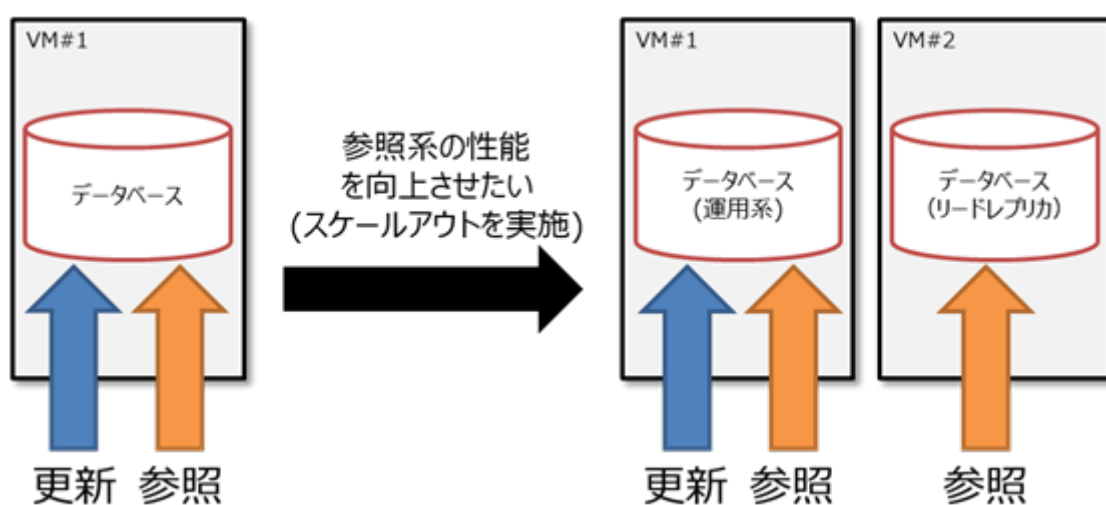 VM#1
データベース
更新 参照
参照系の性能
を向上させたい
(スケールアウトを実施)
VM#1
データベース
(運用系)
更新 参照
VM#2
データベース
(リードレプリカ)
参照